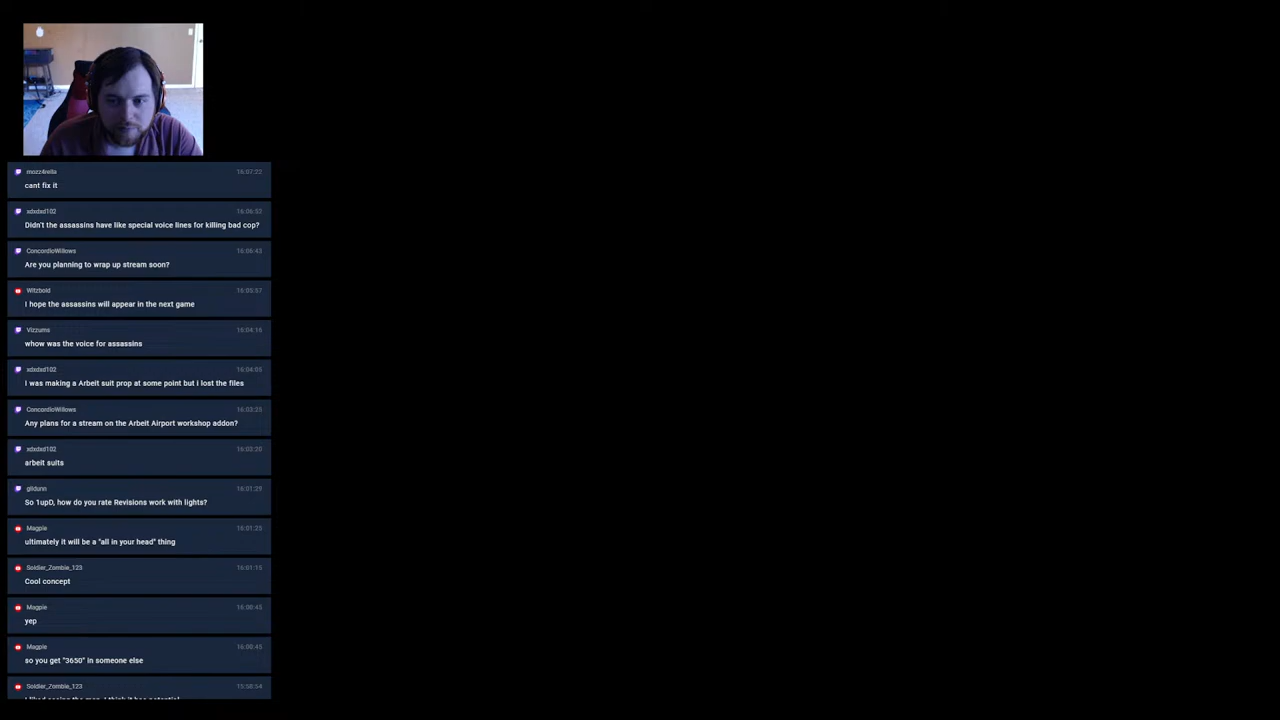 mozz4rella 16:07:22
cant fix it
xdxdxd102 16:06:52
Didn't the assassins have like special voice lines for killing bad cop?
ConcordioWillows 16:06:43
Are you planning to wrap up stream soon?
Witzbold 16:05:57
I hope the assassins will appear in the next game
Vizzums 16:04:16
whow was the voice for assassins
xdxdxd102 16:04:05
I was making a Arbeit suit prop at some point but i lost the files
ConcordioWillows 16:03:25
Any plans for a stream on the Arbeit Airport workshop addon?
xdxdxd102 16:02:20
arbeit suits
gildunn 16:01:29
So 1upD, how do you rate Revisions work with lights?
Magpie 16:01:25
ultimately it will be a "all in your head" thing
Soldier_Zombie_123 16:01:15
Cool concept
Magpie 16:00:45
yep
Magpie 16:00:45
so you get "3650" in someone else
Soldier_Zombie_123 15:58:54